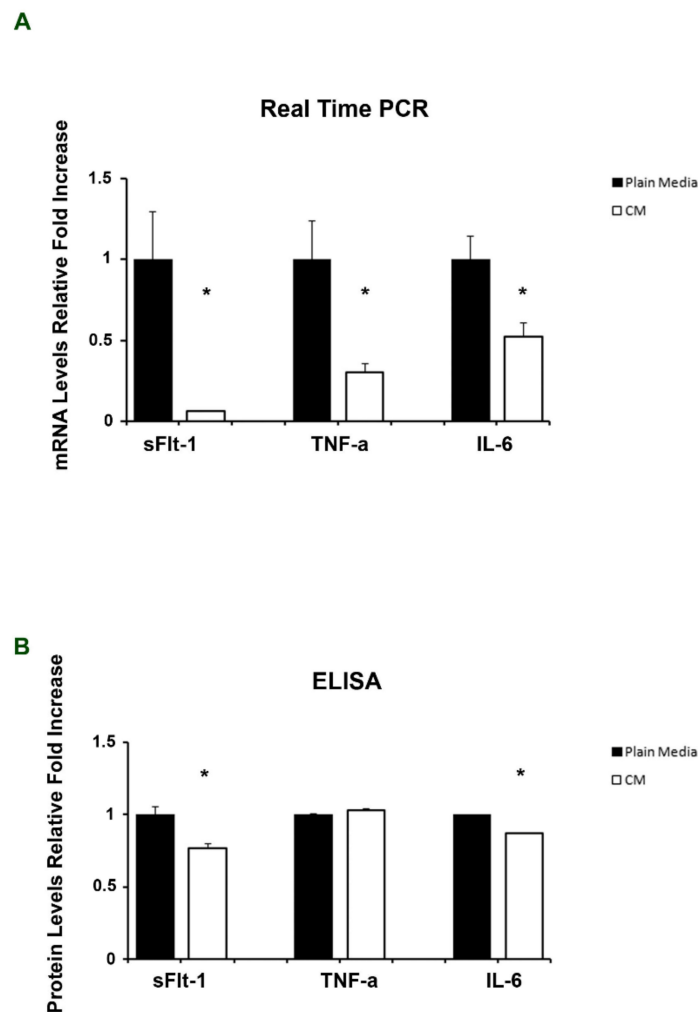 A
Real Time PCR
mRNA Levels Relative Fold Increase
1.5
1
0.5
0
* * *
sFlt-1 TNF-a IL-6
Plain Media
CM
B
ELISA
Protein Levels Relative Fold Increase
1.5
1
0.5
0
* *
sFlt-1 TNF-a IL-6
Plain Media
CM